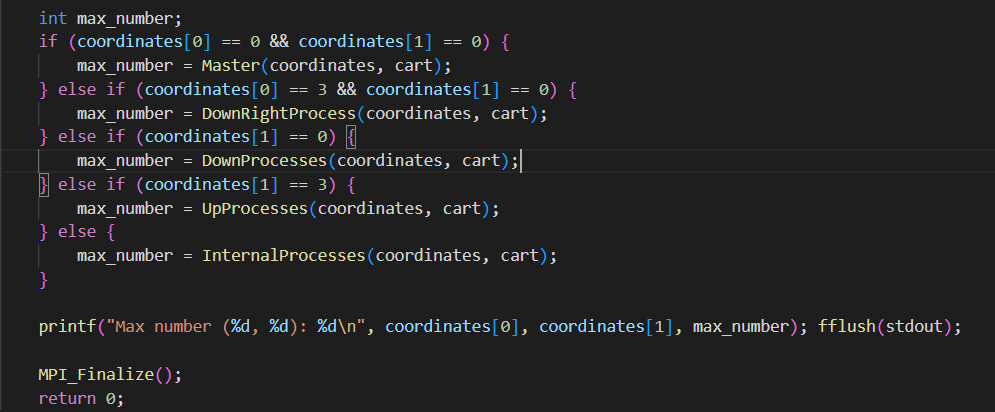 int max_number;
if (coordinates[0] == 0 && coordinates[1] == 0) {
    max_number = Master(coordinates, cart);
} else if (coordinates[0] == 3 && coordinates[1] == 0) {
    max_number = DownRightProcess(coordinates, cart);
} else if (coordinates[1] == 0) {
    max_number = DownProcesses(coordinates, cart);
} else if (coordinates[1] == 3) {
    max_number = UpProcesses(coordinates, cart);
} else {
    max_number = InternalProcesses(coordinates, cart);
}
printf("Max number (%d, %d): %d\n", coordinates[0], coordinates[1], max_number); fflush(stdout);
MPI_Finalize();
return 0;